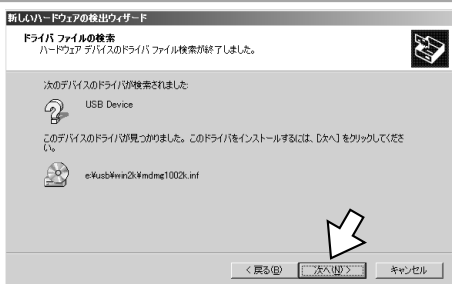 新しいハードウェアの検出ウィザード
ドライバ ファイルの検索
ハードウェア デバイスのドライバ ファイル検索が終了しました。
次のデバイスのドライバが検索されました:
USB Device
このデバイスのドライバが見つかりました。このドライバをインストールするには、[次へ] をクリックしてくださ
い。
e:¥usb¥win2k¥mdmg1002k.inf
< 戻る(B)
次へ(N) >
キャンセル